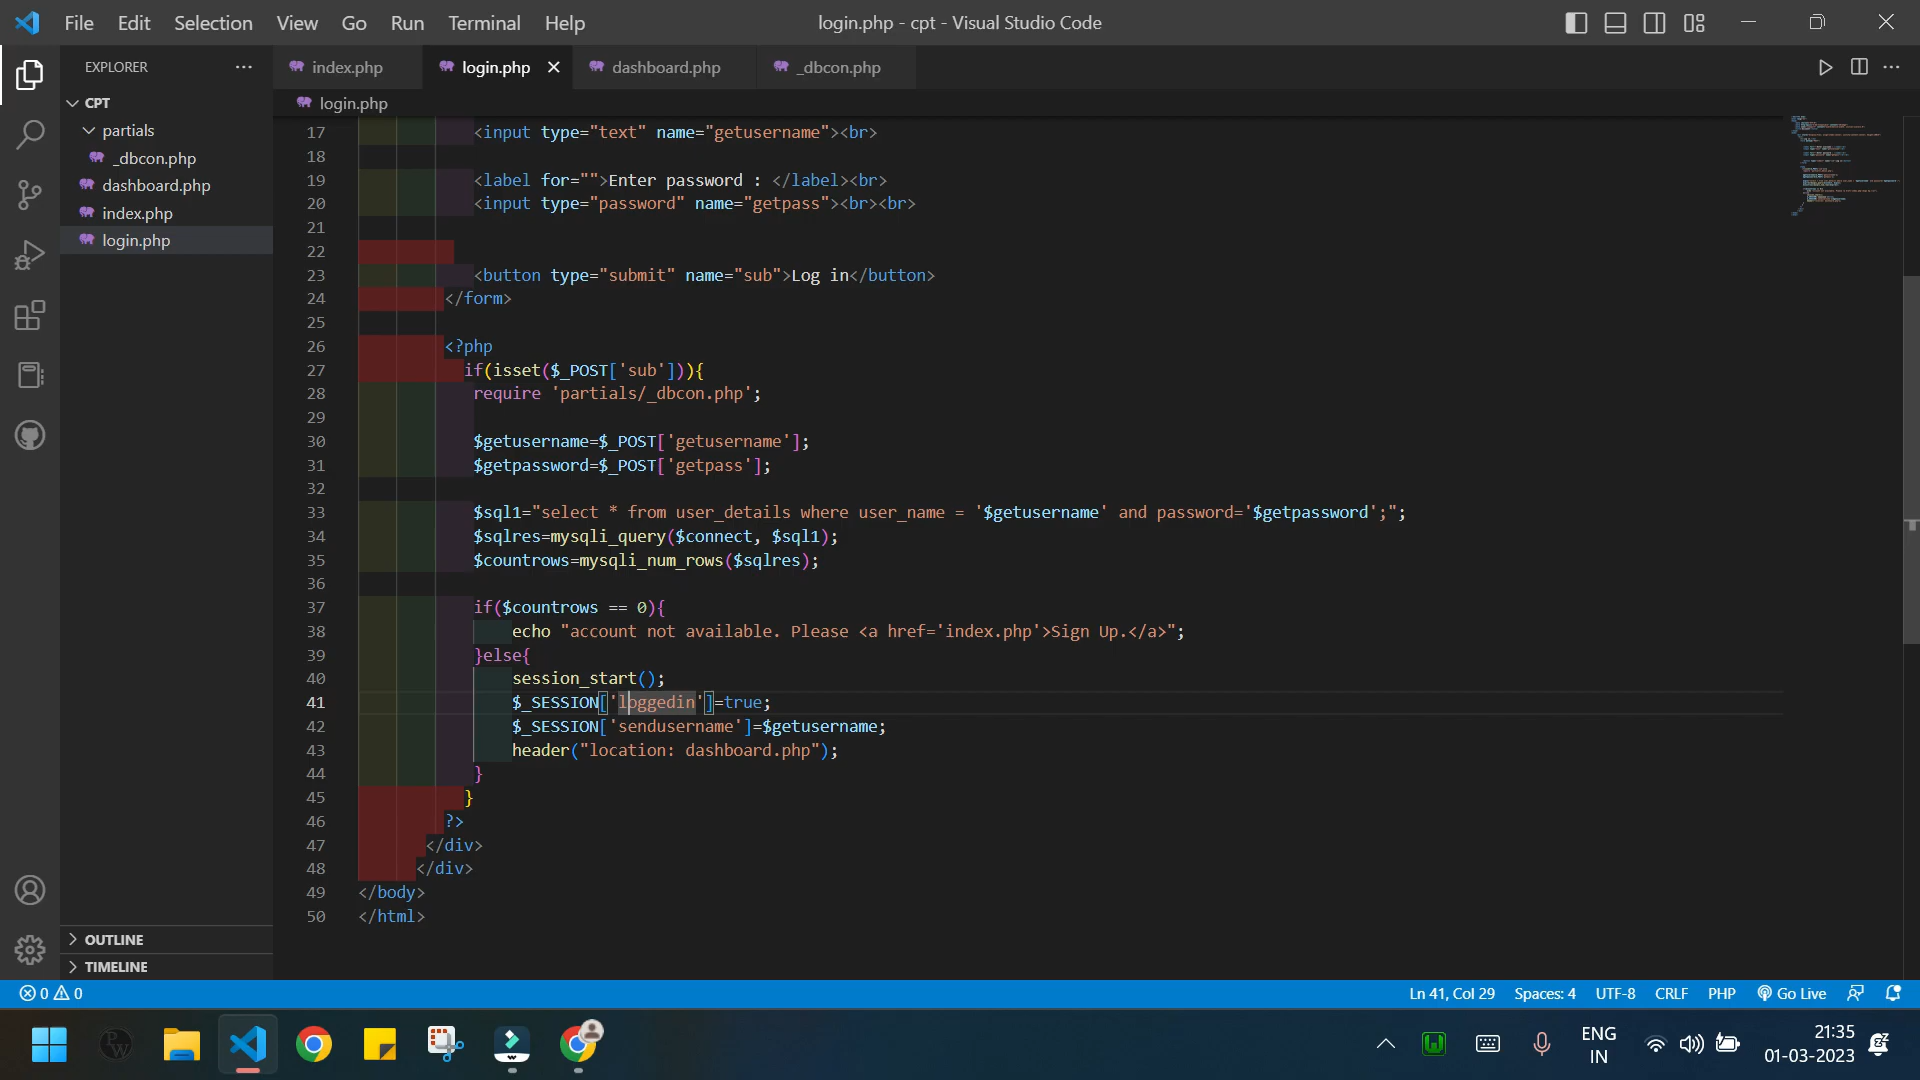 File Edit Selection View Go Run Terminal Help
login.php - cpt - Visual Studio Code
EXPLORER
CPT
partials
_dbcon.php
dashboard.php
index.php
login.php
OUTLINE
TIMELINE
index.php login.php dashboard.php _dbcon.php
login.php
17 <input type="text" name="getusername"><br>
18
19 <label for="">Enter password : </label><br>
20 <input type="password" name="getpass"><br><br>
21
22
23 <button type="submit" name="sub">Log in</button>
24 </form>
25
26 <?php
27 if(isset($_POST['sub'])){
28 require 'partials/_dbcon.php';
29
30 $getusername=$_POST['getusername'];
31 $getpassword=$_POST['getpass'];
32
33 $sql1="select * from user_details where user_name = '$getusername' and password='$getpassword';";
34 $sqlres=mysqli_query($connect, $sql1);
35 $countrows=mysqli_num_rows($sqlres);
36
37 if($countrows == 0){
38 echo "account not available. Please <a href='index.php'>Sign Up.</a>";
39 }else{
40 session_start();
41 $_SESSION['loggedin']=true;
42 $_SESSION['sendusername']=$getusername;
43 header("location: dashboard.php");
44 }
45 }
46 ?>
47 </div>
48 </div>
49 </body>
50 </html>
0 0
Ln 41, Col 29 Spaces: 4 UTF-8 CRLF PHP Go Live
ENG
IN
21:35
01-03-2023